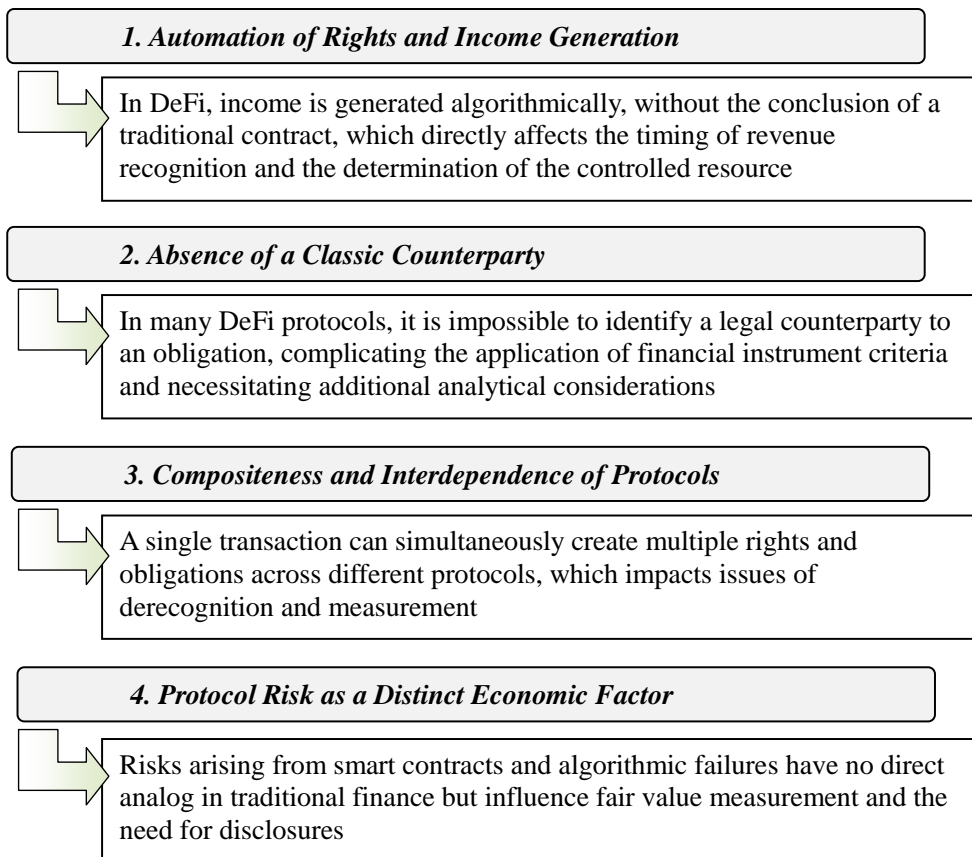 1. Automation of Rights and Income Generation
In DeFi, income is generated algorithmically, without the conclusion of a
traditional contract, which directly affects the timing of revenue
recognition and the determination of the controlled resource
2. Absence of a Classic Counterparty
In many DeFi protocols, it is impossible to identify a legal counterparty to
an obligation, complicating the application of financial instrument criteria
and necessitating additional analytical considerations
3. Compositeness and Interdependence of Protocols
A single transaction can simultaneously create multiple rights and
obligations across different protocols, which impacts issues of
derecognition and measurement
4. Protocol Risk as a Distinct Economic Factor
Risks arising from smart contracts and algorithmic failures have no direct
analog in traditional finance but influence fair value measurement and the
need for disclosures